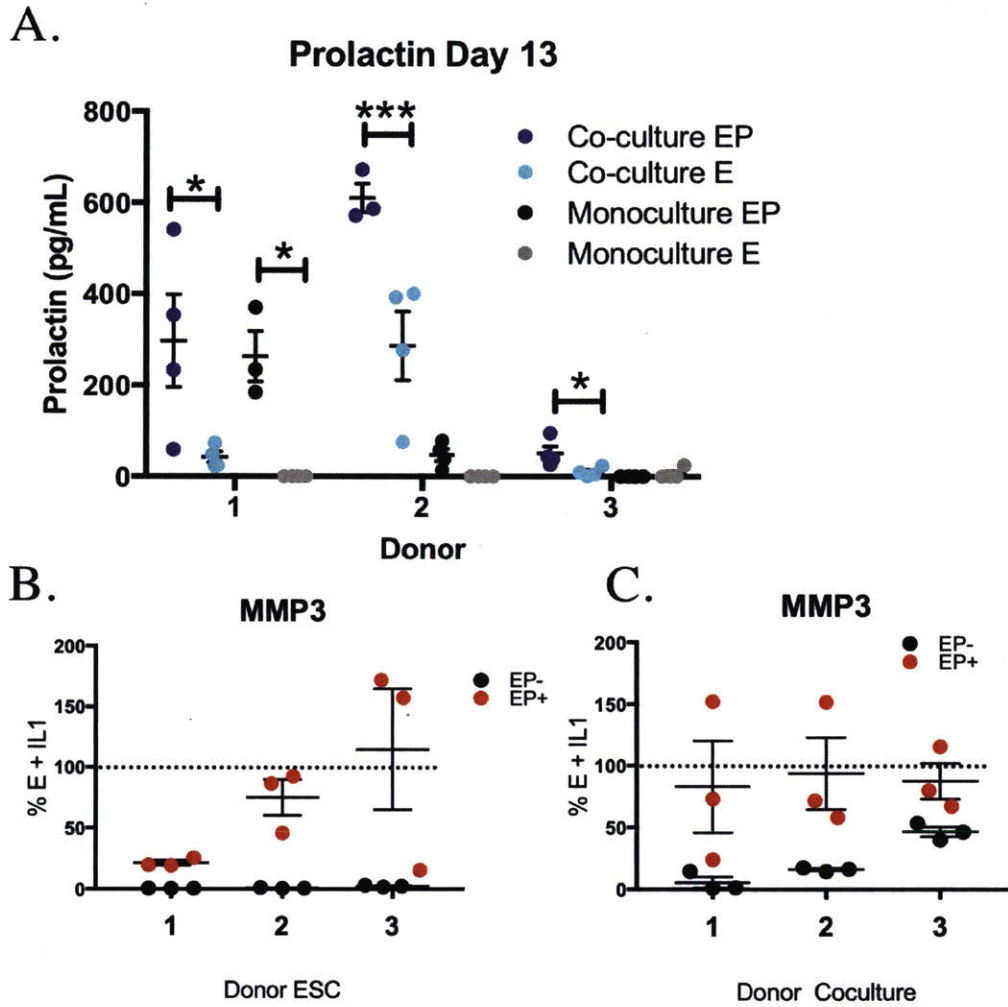 A.
Prolactin Day 13
Prolactin (pg/mL)
800
600
400
200
0
*
*
***
*
Co-culture EP
Co-culture E
Monoculture EP
Monoculture E
1
2
3
Donor
B.
MMP3
% E + IL1
200
150
100
50
0
EP-
EP+
1
2
3
Donor ESC
C.
MMP3
% E + IL1
200
150
100
50
0
EP-
EP+
1
2
3
Donor Coculture